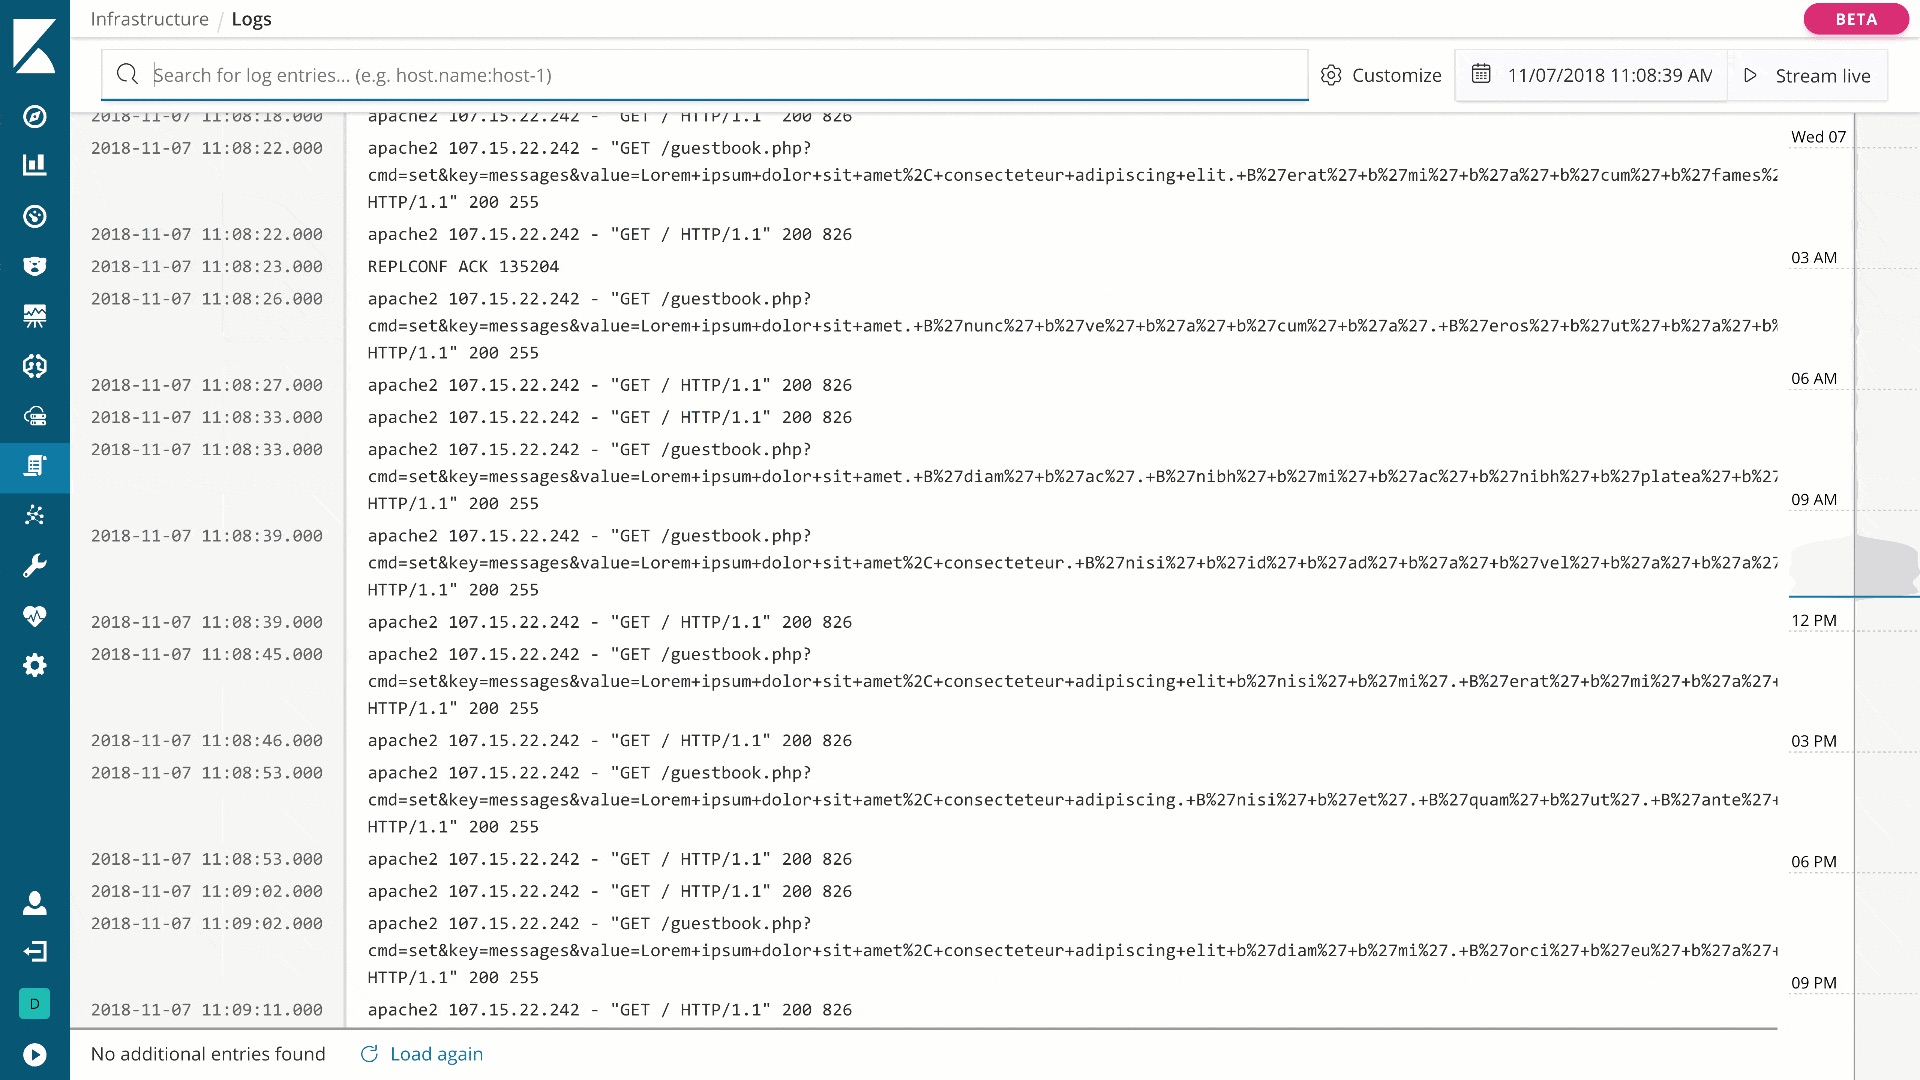 Infrastructure / Logs
BETA
Search for log entries... (e.g. host.name:host-1)
Customize
11/07/2018 11:08:39 AM
Stream live
2018-11-07 11:08:18.000 apache2 107.15.22.242 - "GET / HTTP/1.1" 200 826
2018-11-07 11:08:22.000 apache2 107.15.22.242 - "GET /guestbook.php?
cmd=set&key=messages&value=Lorem+ipsum+dolor+sit+amet%2C+consecteteur+adipiscing+elit.+B%27erat%27+b%27mi%27+b%27a%27+b%27cum%27+b%27fames%2
HTTP/1.1" 200 255
2018-11-07 11:08:22.000 apache2 107.15.22.242 - "GET / HTTP/1.1" 200 826
2018-11-07 11:08:23.000 REPLCONF ACK 135204
2018-11-07 11:08:26.000 apache2 107.15.22.242 - "GET /guestbook.php?
cmd=set&key=messages&value=Lorem+ipsum+dolor+sit+amet.+B%27nunc%27+b%27ve%27+b%27a%27+b%27cum%27+b%27a%27.+B%27eros%27+b%27ut%27+b%27a%27+b%
HTTP/1.1" 200 255
2018-11-07 11:08:27.000 apache2 107.15.22.242 - "GET / HTTP/1.1" 200 826
2018-11-07 11:08:33.000 apache2 107.15.22.242 - "GET / HTTP/1.1" 200 826
2018-11-07 11:08:33.000 apache2 107.15.22.242 - "GET /guestbook.php?
cmd=set&key=messages&value=Lorem+ipsum+dolor+sit+amet.+B%27diam%27+b%27ac%27.+B%27nibh%27+b%27mi%27+b%27ac%27+b%27nibh%27+b%27platea%27+b%27
HTTP/1.1" 200 255
2018-11-07 11:08:39.000 apache2 107.15.22.242 - "GET /guestbook.php?
cmd=set&key=messages&value=Lorem+ipsum+dolor+sit+amet%2C+consecteteur.+B%27nisi%27+b%27id%27+b%27ad%27+b%27a%27+b%27vel%27+b%27a%27+b%27a%27
HTTP/1.1" 200 255
2018-11-07 11:08:39.000 apache2 107.15.22.242 - "GET / HTTP/1.1" 200 826
2018-11-07 11:08:45.000 apache2 107.15.22.242 - "GET /guestbook.php?
cmd=set&key=messages&value=Lorem+ipsum+dolor+sit+amet%2C+consecteteur+adipiscing+elit+b%27nisi%27+b%27mi%27.+B%27erat%27+b%27mi%27+b%27a%27+
HTTP/1.1" 200 255
2018-11-07 11:08:46.000 apache2 107.15.22.242 - "GET / HTTP/1.1" 200 826
2018-11-07 11:08:53.000 apache2 107.15.22.242 - "GET /guestbook.php?
cmd=set&key=messages&value=Lorem+ipsum+dolor+sit+amet%2C+consecteteur+adipiscing.+B%27nisi%27+b%27et%27.+B%27quam%27+b%27ut%27.+B%27ante%27+
HTTP/1.1" 200 255
2018-11-07 11:08:53.000 apache2 107.15.22.242 - "GET / HTTP/1.1" 200 826
2018-11-07 11:09:02.000 apache2 107.15.22.242 - "GET / HTTP/1.1" 200 826
2018-11-07 11:09:02.000 apache2 107.15.22.242 - "GET /guestbook.php?
cmd=set&key=messages&value=Lorem+ipsum+dolor+sit+amet%2C+consecteteur+adipiscing+elit+b%27diam%27+b%27mi%27.+B%27orci%27+b%27eu%27+b%27a%27+
HTTP/1.1" 200 255
2018-11-07 11:09:11.000 apache2 107.15.22.242 - "GET / HTTP/1.1" 200 826
No additional entries found
Load again
Wed 07
03 AM
06 AM
09 AM
12 PM
03 PM
06 PM
09 PM
D